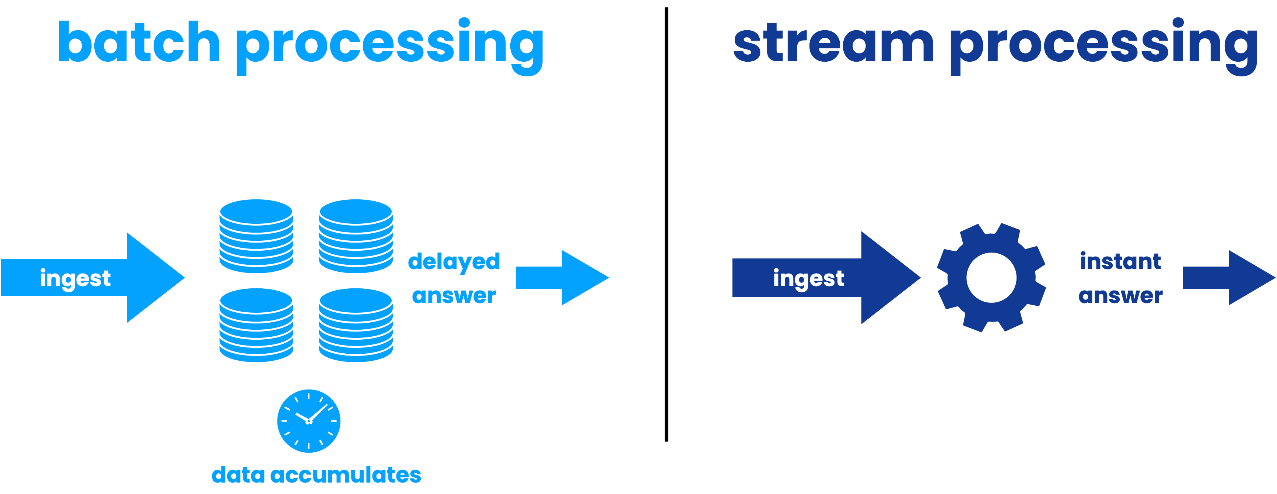 batch processing
ingest
delayed
answer
data accumulates
stream processing
ingest
instant
answer